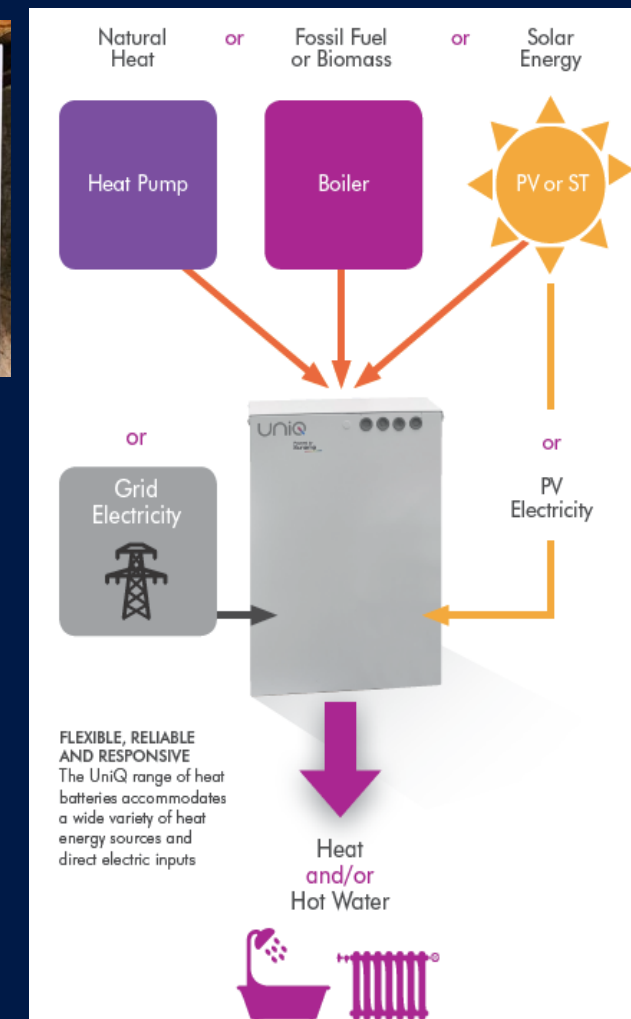 Natural
Heat
or
Fossil Fuel
or Biomass
or
Solar
Energy
Heat Pump
Boiler
PV or ST
UniQ
or
Grid
Electricity
or
PV
Electricity
FLEXIBLE, RELIABLE
AND RESPONSIVE
The UniQ range of heat
batteries accommodates
a wide variety of heat
energy sources and
direct electric inputs
Heat
and/or
Hot Water